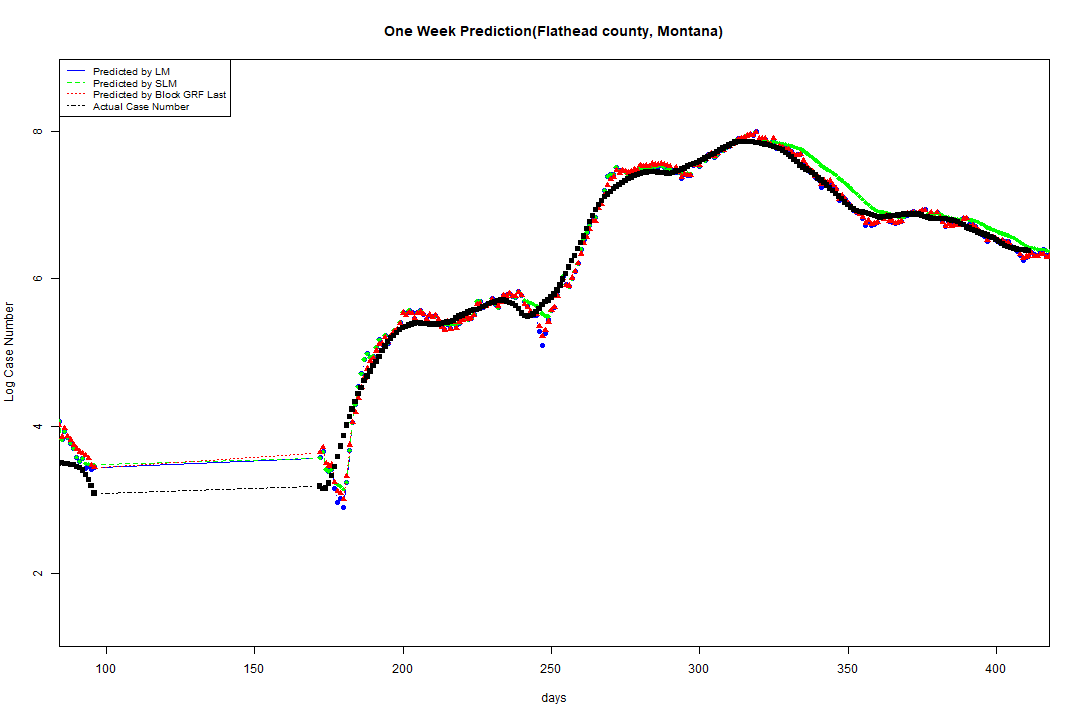 One Week Prediction(Flathead county, Montana)
Predicted by LM
Predicted by SLM
Predicted by Block GRF Last
Actual Case Number
8
6
4
2
Log Case Number
100 150 200 250 300 350 400
days